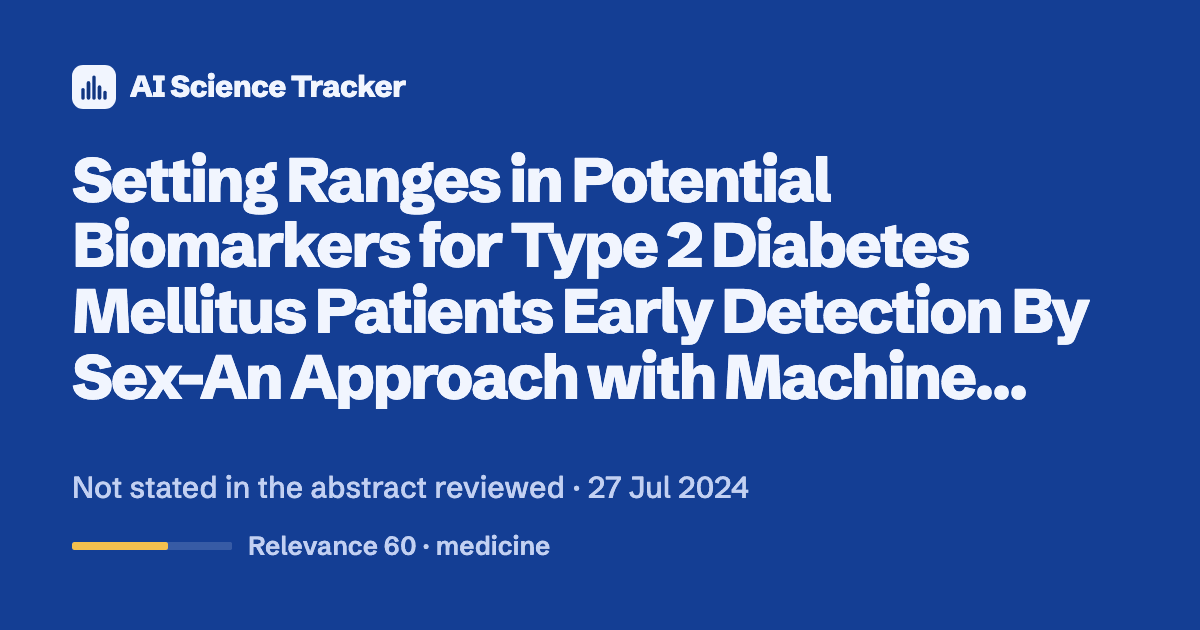 AI Science Tracker
Setting Ranges in Potential
Biomarkers for Type 2 Diabetes
Mellitus Patients Early Detection By
Sex-An Approach with Machine...
Not stated in the abstract reviewed · 27 Jul 2024
Relevance 60 · medicine